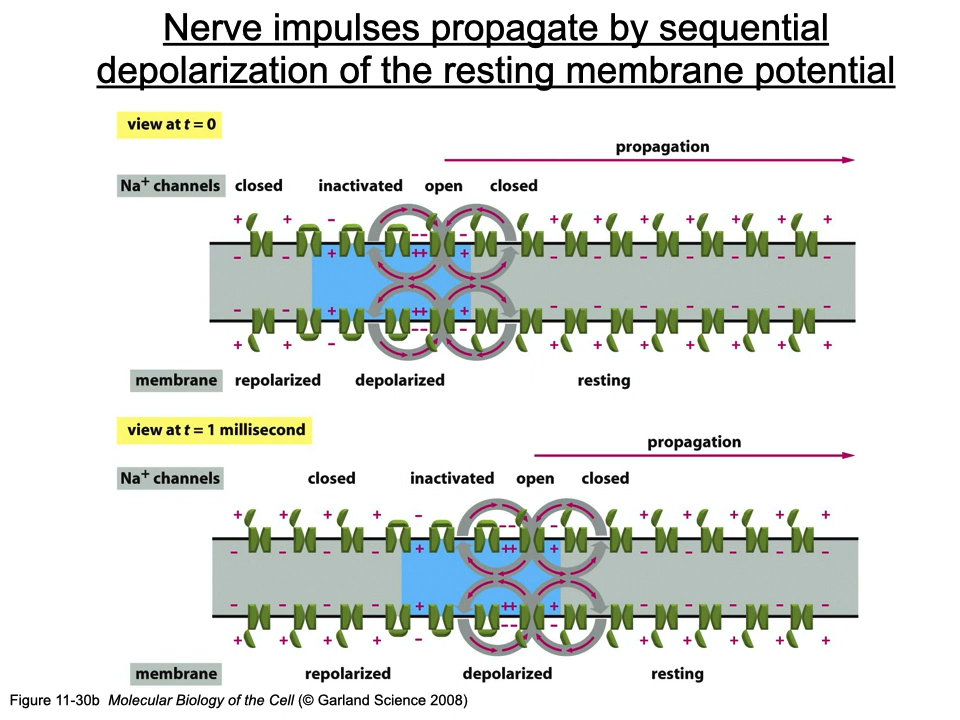 Nerve impulses propagate by sequential
depolarization of the resting membrane potential
view at t = 0
propagation
Na⁺ channels closed inactivated open closed
membrane repolarized depolarized resting
view at t = 1 millisecond
propagation
Na⁺ channels closed inactivated open closed
membrane repolarized depolarized resting
Figure 11-30b Molecular Biology of the Cell (© Garland Science 2008)